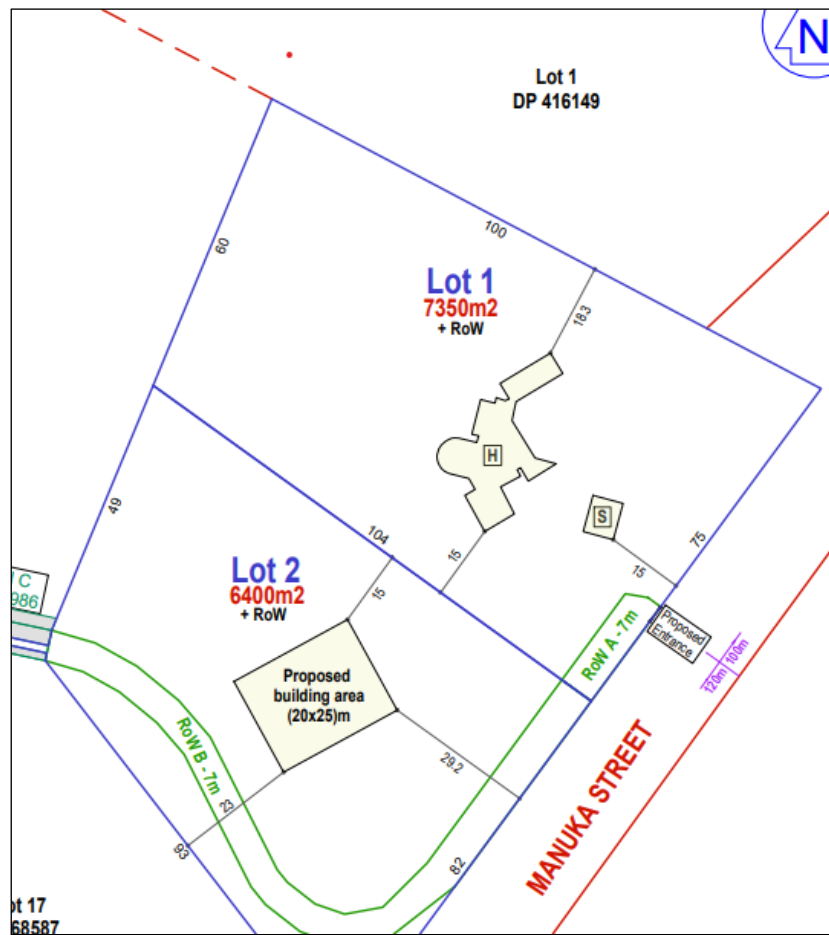 N
Lot 1
DP 416149
60
100
Lot 1
7350m2
+ RoW
18.3
H
S
75
49
104
15
15
C
986
Lot 2
6400m2
+ RoW
15
RoW A - 7m
Proposed
Entrance
120m 100m
Proposed
building area
(20x25)m
RoW B - 7m
29.2
23
MANUKA STREET
93
82
ot 17
68587